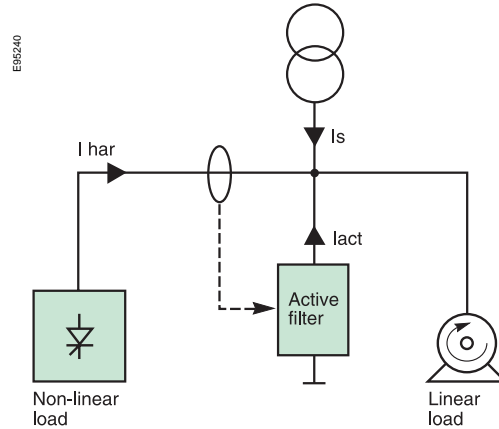 E95240
Is
I har
Iact
Active
filter
Non-linear
load
Linear
load